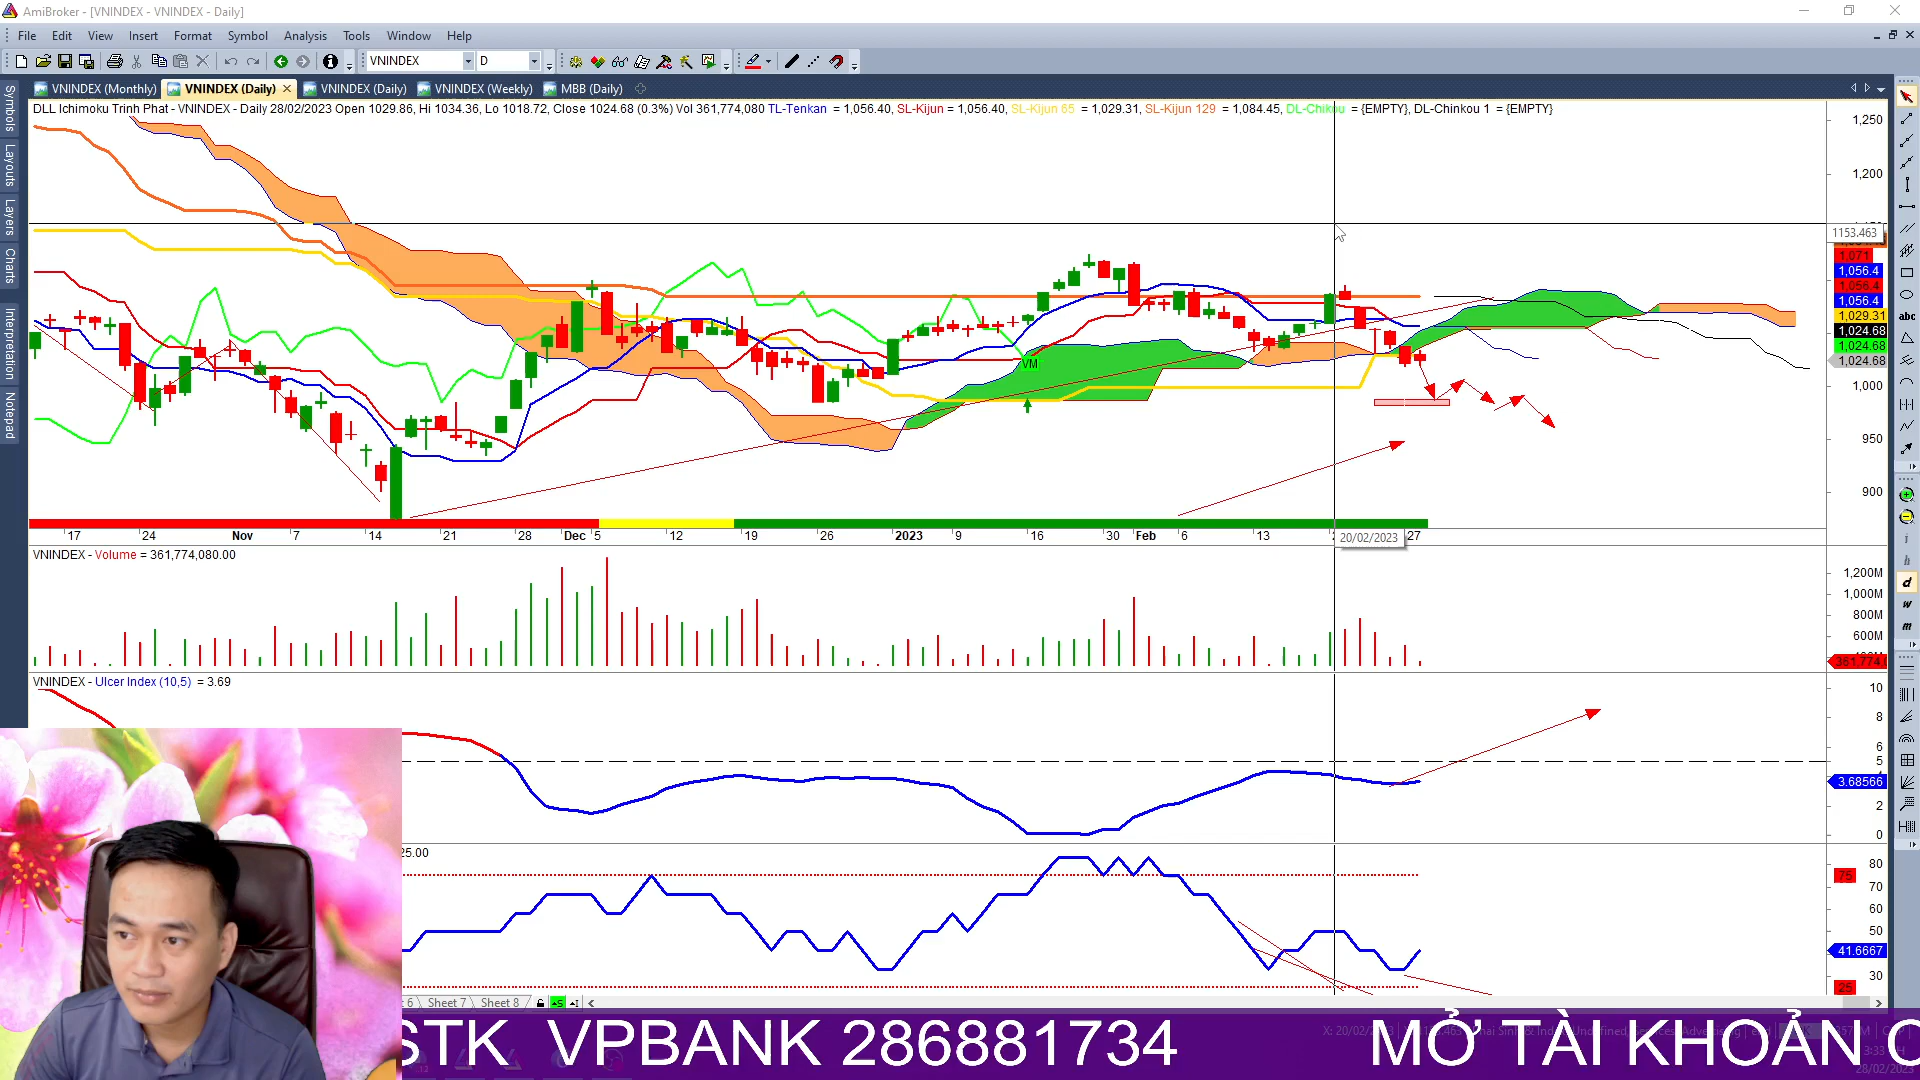 AmiBroker - [VNINDEX - VNINDEX - Daily]
File Edit View Insert Format Symbol Analysis Tools Window Help
VNINDEX D
VNINDEX (Monthly) VNINDEX (Daily) VNINDEX (Daily) VNINDEX (Weekly) MBB (Daily)
DLL Ichimoku Trinh Phat - VNINDEX - Daily 28/02/2023 Open 1029.86, Hi 1034.36, Lo 1018.72, Close 1024.68 (0.3%) Vol 361,774,080 TL-Tenkan = 1,056.40, SL-Kijun = 1,056.40, SL-Kijun 65 = 1,029.31, SL-Kijun 129 = 1,084.45, DL-Chikou = {EMPTY}, DL-Chinkou 1 = {EMPTY}
Symbols
Layouts
Layers
Charts
Interpretation
Notepad
1,250
1,200
1153.463
1,071
1,056.4
1,056.4
1,056.4
1,029.31
1,024.68
1,024.68
1,024.68
1,000
950
900
VM
abc
17 24 Nov 7 14 21 28 Dec 5 12 19 26 2023 9 16 30 Feb 6 13 20/02/2023 27
VNINDEX - Volume = 361,774,080.00
1,200M
1,000M
800M
600M
361,774,0
d
w
m
VNINDEX - Ulcer Index (10,5) = 3.69
10
8
6
5
3.68566
2
0
25.00
80
75
70
60
50
41.6667
30
25
6 Sheet 7 Sheet 8
STK VPBANK 286881734 MỞ TÀI KHOẢN C
28/02/2023